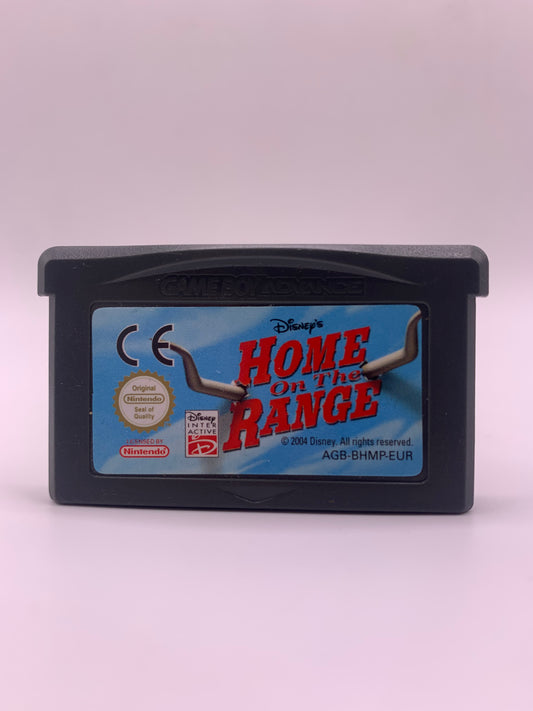 GAME BOY ADVANCE
CE
Disney's
HOME
On The
RANGE
Original
Nintendo
Seal of
Quality
LICENSED BY
Nintendo
Disney
INTER
ACTIVE
© 2004 Disney. All rights reserved.
AGB-BHMP-EUR